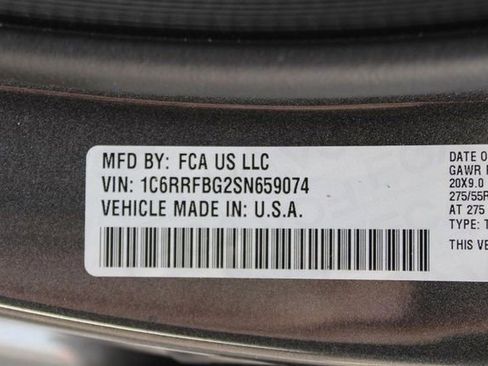 MFD BY: FCA US LLC
VIN: 1C6RRFBG2SN659074
VEHICLE MADE IN: U.S.A.
DATE O
GAWR
20X9.0
275/55R
AT 275
TYPE: T
THIS VE